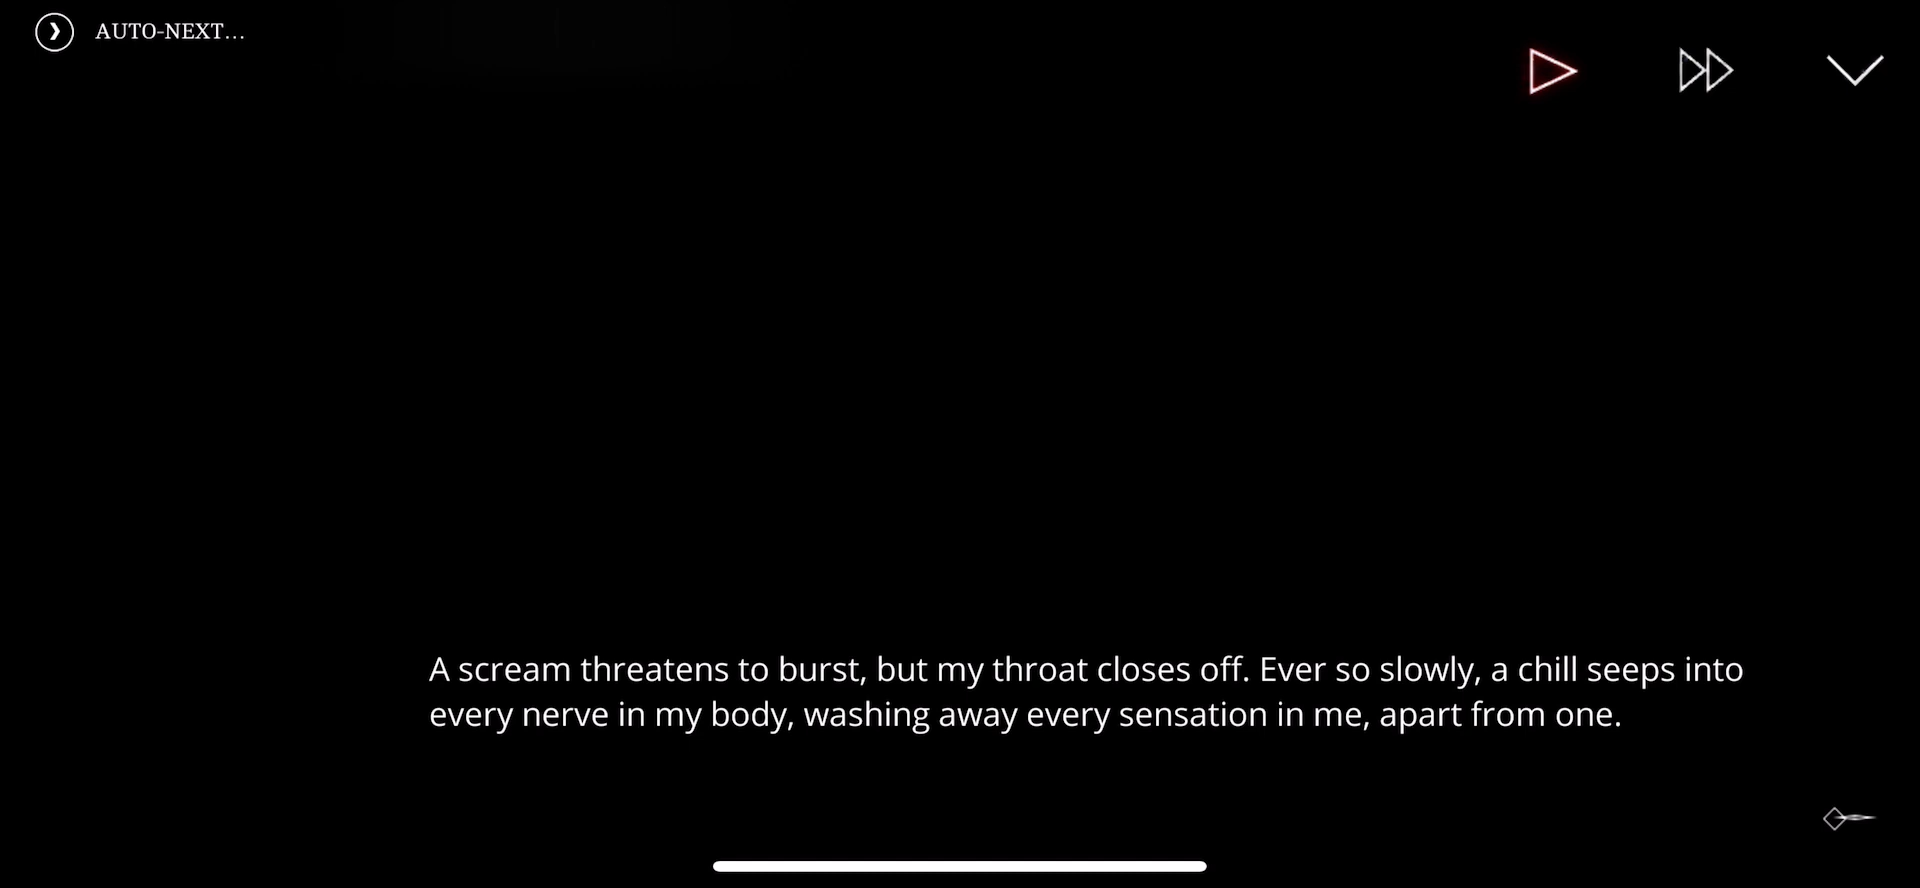 AUTO-NEXT...
A scream threatens to burst, but my throat closes off. Ever so slowly, a chill seeps into
every nerve in my body, washing away every sensation in me, apart from one.